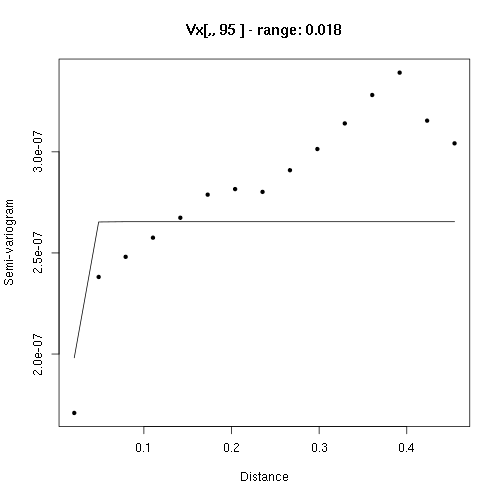 Vx[,, 95 ] - range: 0.018
3.0e-07
2.5e-07
2.0e-07
Semi-variogram
0.1 0.2 0.3 0.4
Distance